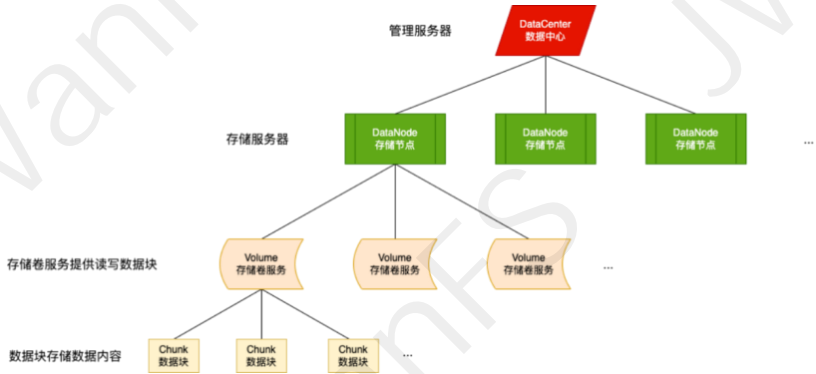 管理服务器
DataCenter
数据中心
存储服务器
DataNode
存储节点
DataNode
存储节点
DataNode
存储节点
...
存储卷服务提供读写数据块
Volume
存储卷服务
Volume
存储卷服务
Volume
存储卷服务
...
数据块存储数据内容
Chunk
数据块
Chunk
数据块
Chunk
数据块
...